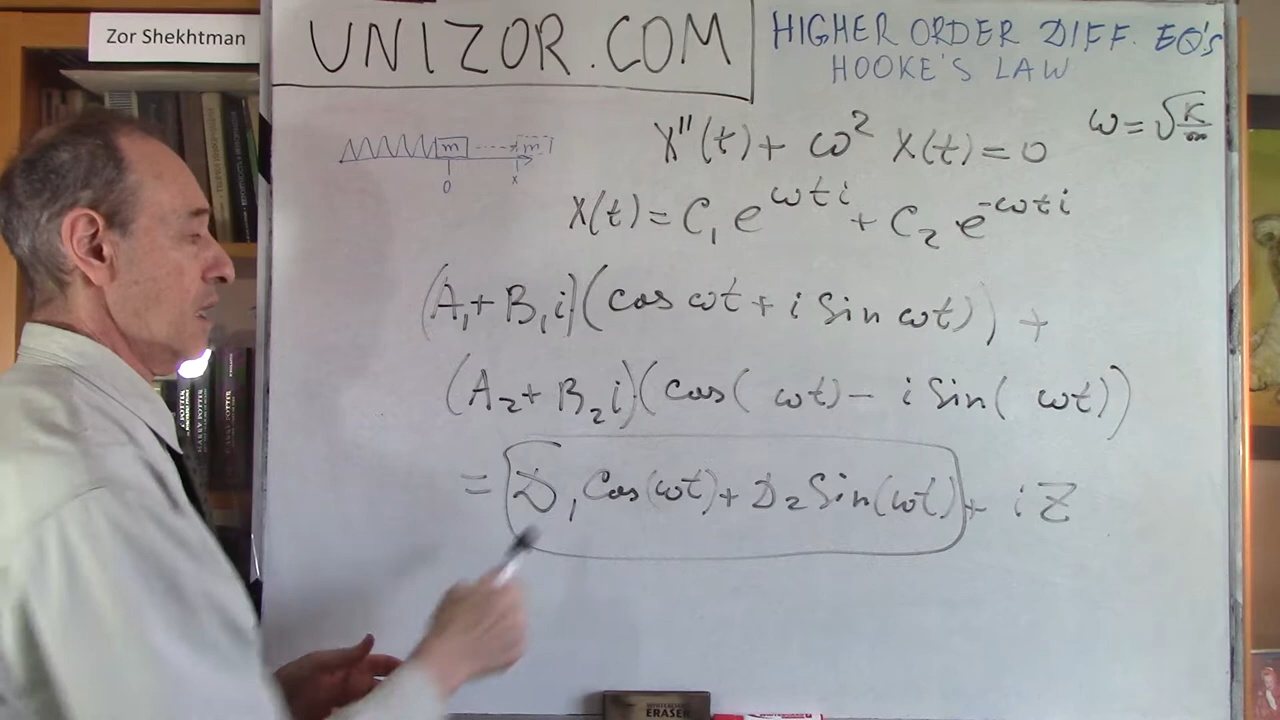 Zor Shekhtman
UNIZOR.COM
HIGHER ORDER DIFF. EQ'S
HOOKE'S LAW
m m
0 x
X''(t) + ω² X(t) = 0
ω = √(K/m)
X(t) = C₁ e^(ωti) + C₂ e^(-ωti)
(A₁ + B₁i)(cos ωt + i sin ωt)) +
(A₂ + B₂i)(cos( ωt) - i sin( ωt))
= D₁ Cos(ωt) + D₂ Sin(ωt) + i Z
ERASER